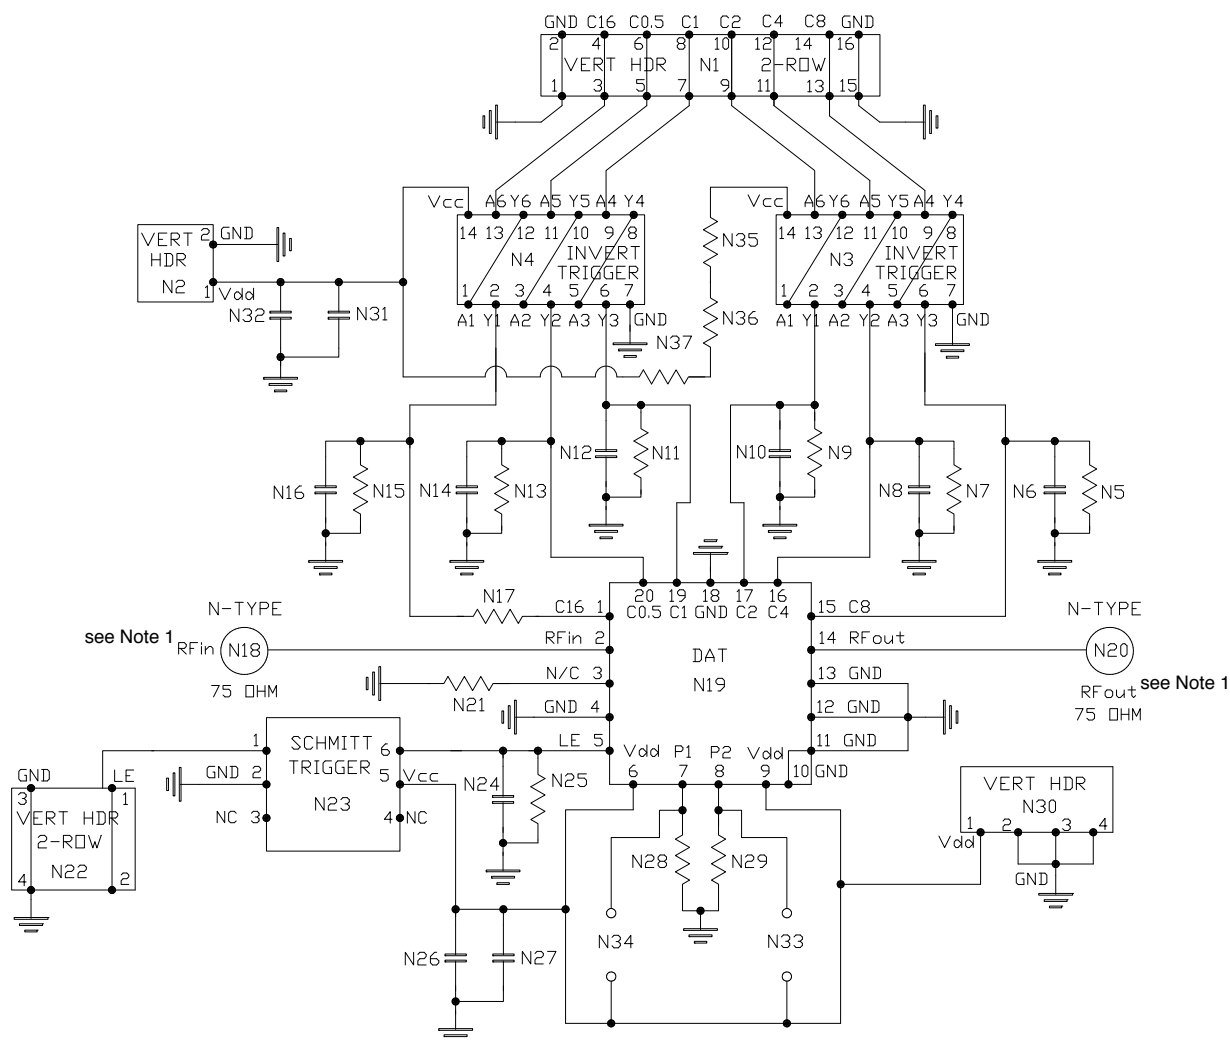 GND C16 C0.5 C1 C2 C4 C8 GND
2 4 6 8 10 12 14 16
VERT HDR N1 2-ROW
1 3 5 7 9 11 13 15
Vcc A6 Y6 A5 Y5 A4 Y4
14 13 12 11 10 9 8
N4 INVERT
TRIGGER
1 2 3 4 5 6 7
A1 Y1 A2 Y2 A3 Y3 GND
Vcc A6 Y6 A5 Y5 A4 Y4
14 13 12 11 10 9 8
N3 INVERT
TRIGGER
1 2 3 4 5 6 7
A1 Y1 A2 Y2 A3 Y3 GND
VERT 2 GND
HDR
N2 1 Vdd
N32 N31
N35
N36
N37
N16 N15 N14 N13 N12 N11 N10 N9 N8 N7 N6 N5
N17
20 19 18 17 16
C16 1 C0.5 C1 GND C2 C4 15 C8
N-TYPE
see Note 1 RFin N18
75 OHM
RFin 2
14 RFout
N-TYPE
N20
RFout see Note 1
75 OHM
DAT
N19
N/C 3
13 GND
N21
GND 4
12 GND
LE 5
11 GND
Vdd P1 P2 Vdd
6 7 8 9 10 GND
1 SCHMITT 6
TRIGGER
GND 2 5 Vcc
N23
NC 3 4 NC
N24 N25
GND LE
3 1
VERT HDR
2-ROW
N22
4 2
N28 N29
VERT HDR
N30
Vdd 1 2 3 4
GND
N34 N33
N26 N27